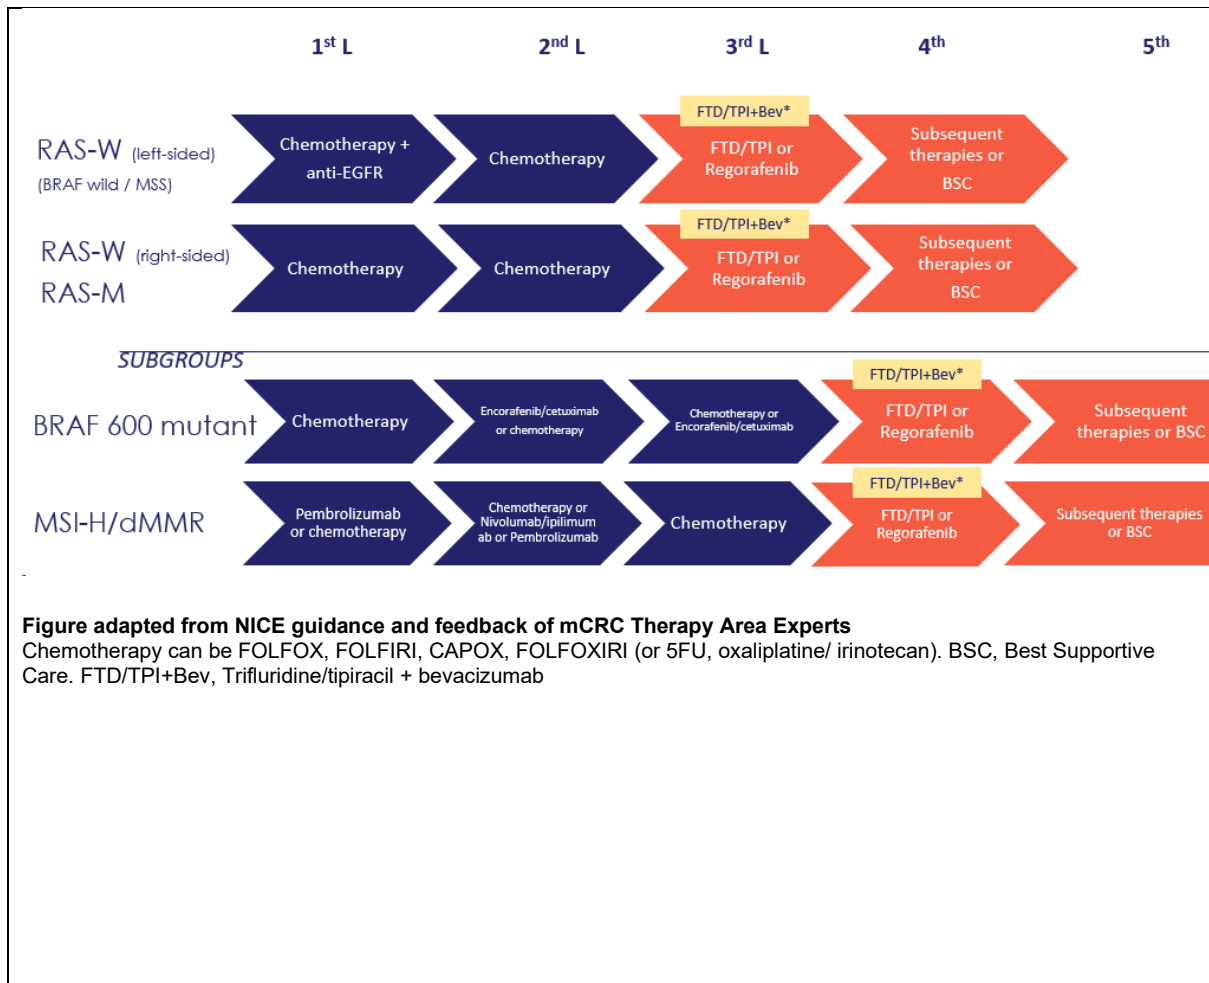 1st L 2nd L 3rd L 4th 5th
FTD/TPI+Bev*
RAS-W (left-sided)
(BRAF wild / MSS)
Chemotherapy +
anti-EGFR
Chemotherapy
FTD/TPI or
Regorafenib
Subsequent
therapies or
BSC
FTD/TPI+Bev*
RAS-W (right-sided)
RAS-M
Chemotherapy
Chemotherapy
FTD/TPI or
Regorafenib
Subsequent
therapies or
BSC
SUBGROUPS
FTD/TPI+Bev*
BRAF 600 mutant
Chemotherapy
Encorafenib/cetuximab
or chemotherapy
Chemotherapy or
Encorafenib/cetuximab
FTD/TPI or
Regorafenib
Subsequent
therapies or BSC
FTD/TPI+Bev*
MSI-H/dMMR
Pembrolizumab
or chemotherapy
Chemotherapy or
Nivolumab/ipilimum
ab or Pembrolizumab
Chemotherapy
FTD/TPI or
Regorafenib
Subsequent therapies
or BSC
Figure adapted from NICE guidance and feedback of mCRC Therapy Area Experts
Chemotherapy can be FOLFOX, FOLFIRI, CAPOX, FOLFOXIRI (or 5FU, oxaliplatine/ irinotecan). BSC, Best Supportive
Care. FTD/TPI+Bev, Trifluridine/tipiracil + bevacizumab